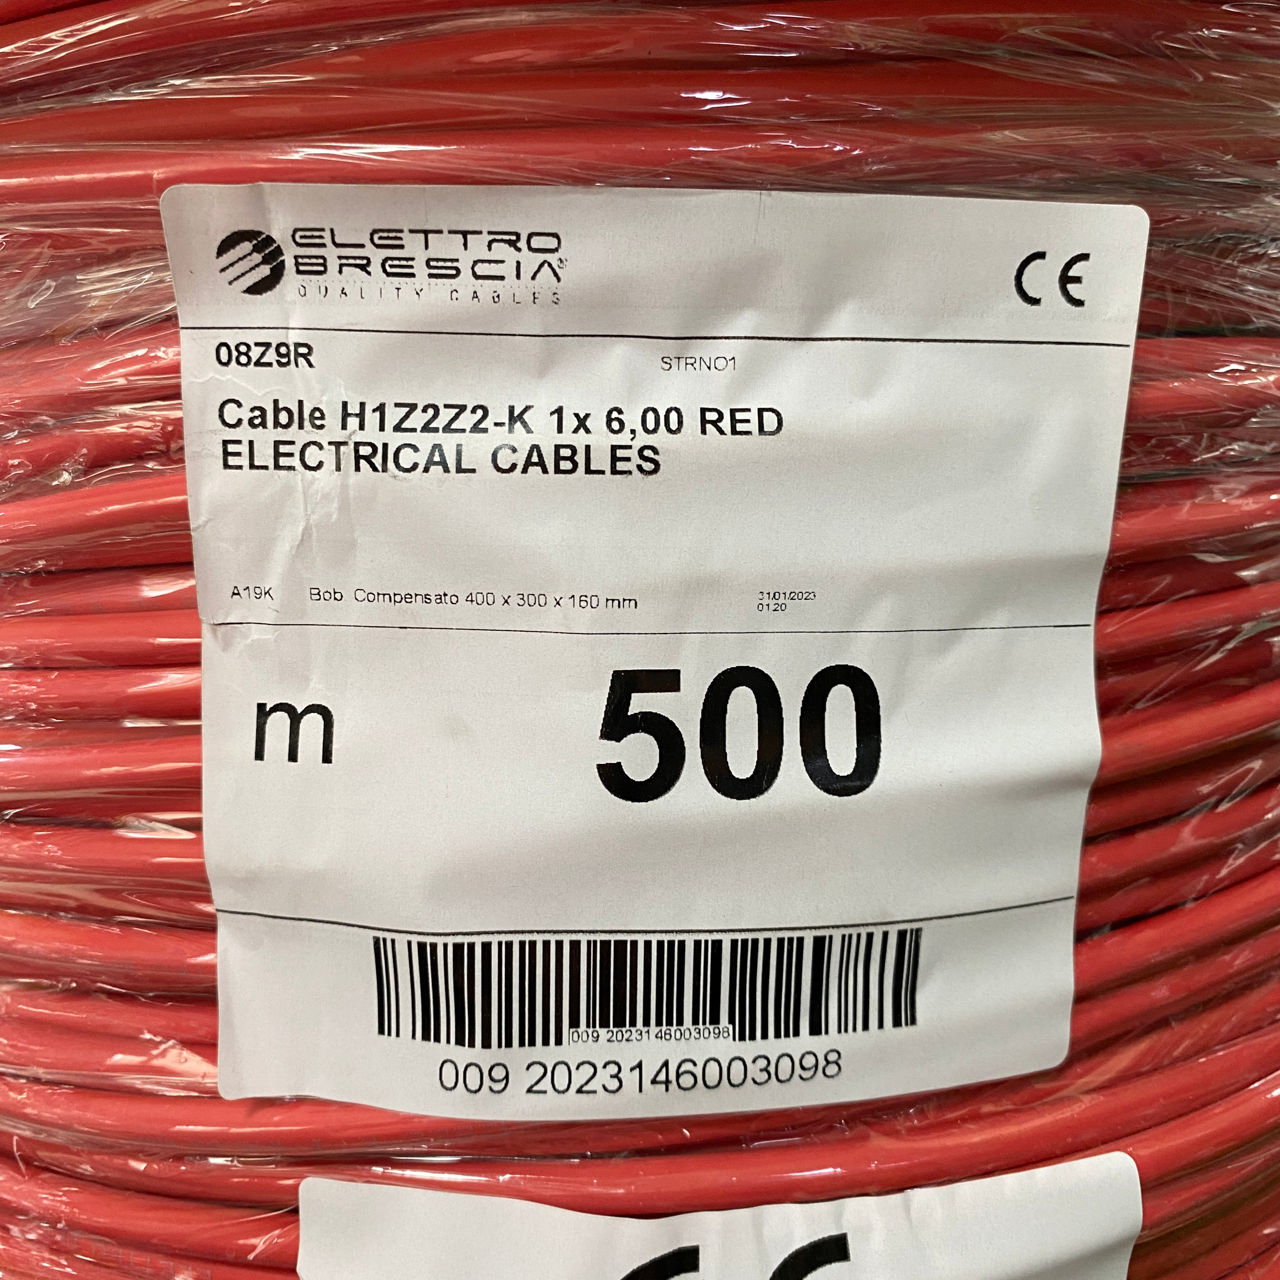 ELETTRO
BRESCIA®
QUALITY CABLES
CE
08Z9R STRNO1
Cable H1Z2Z2-K 1x 6,00 RED
ELECTRICAL CABLES
A19K Bob. Compensato 400 x 300 x 160 mm 31/01/2023
01.20
m 500
009 2023146003098
009 2023146003098
CE